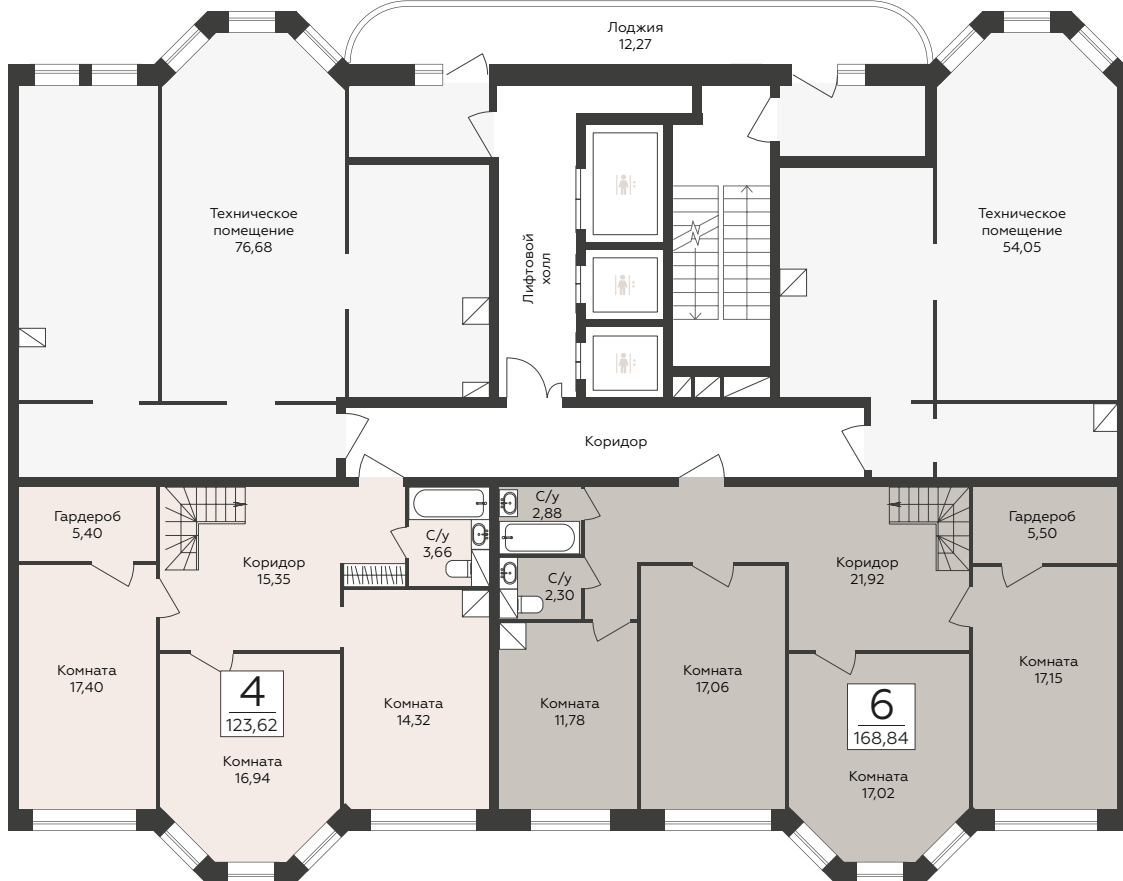 Лоджия
12,27
Техническое
помещение
76,68
Лифтовой
холл
Техническое
помещение
54,05
Коридор
Гардероб
5,40
Коридор
15,35
С/у
3,66
С/у
2,88
С/у
2,30
Коридор
21,92
Гардероб
5,50
Комната
17,40
4
123,62
Комната
16,94
Комната
14,32
Комната
11,78
Комната
17,06
6
168,84
Комната
17,02
Комната
17,15